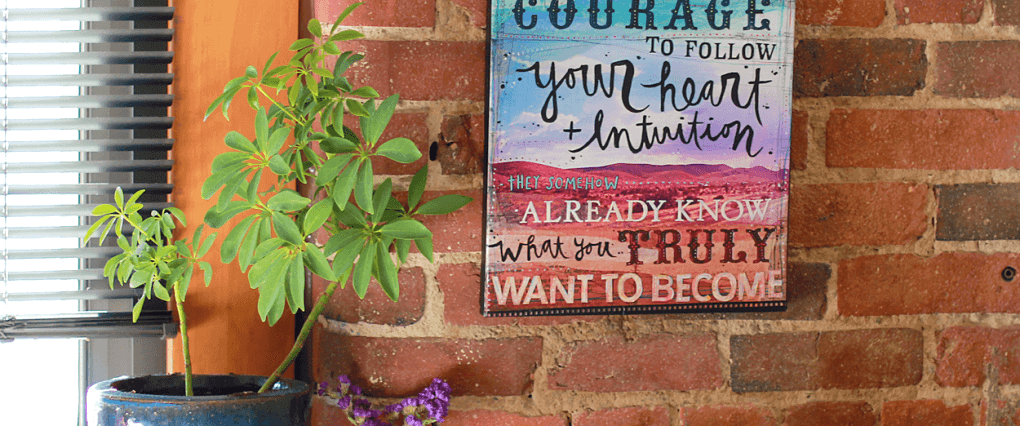 COURAGE
TO FOLLOW
your heart
+ Intuition
THEY SOMEHOW
ALREADY KNOW
what you TRULY
WANT TO BECOME